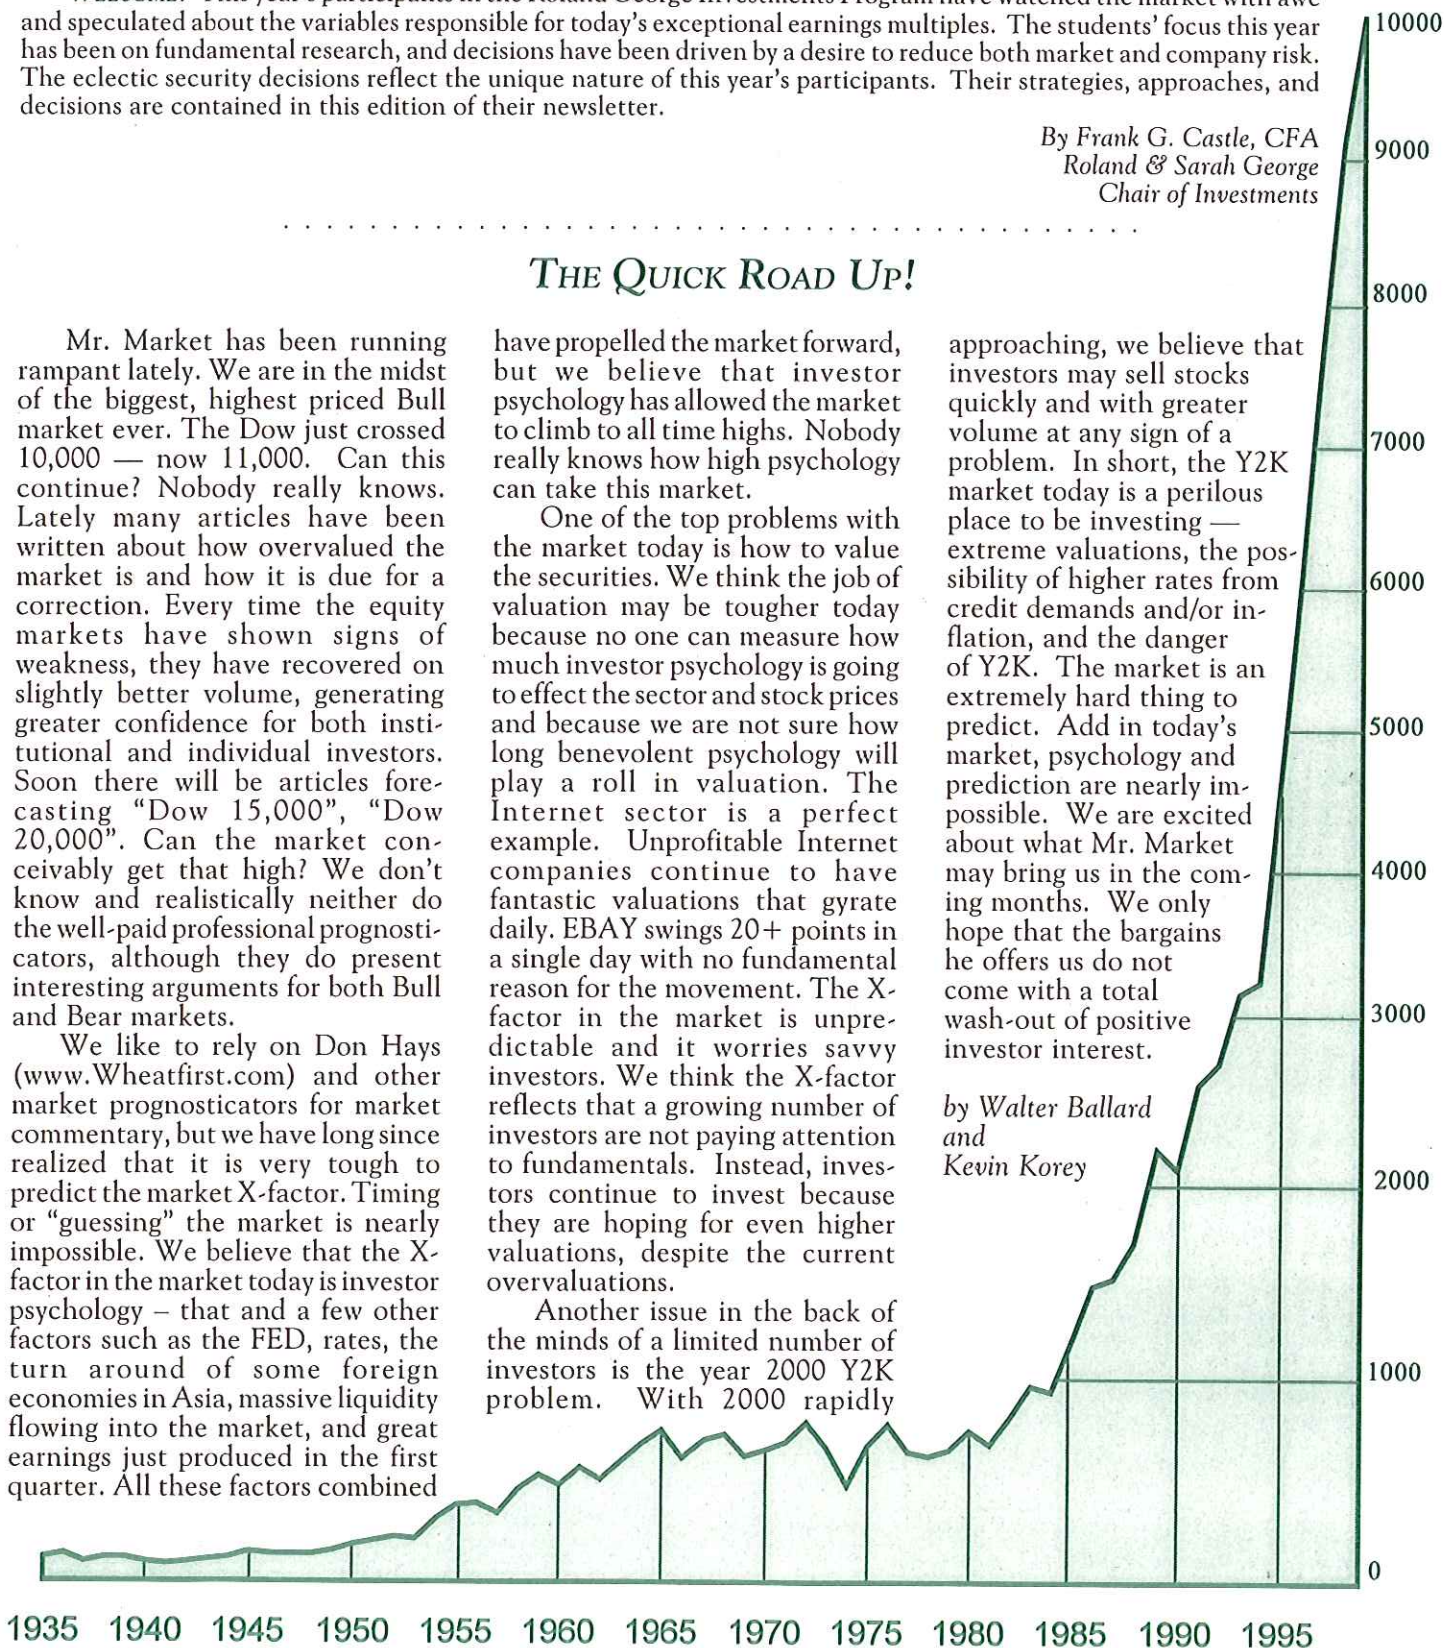 and speculated about the variables responsible for today's exceptional earnings multiples. The students' focus this year
has been on fundamental research, and decisions have been driven by a desire to reduce both market and company risk.
The eclectic security decisions reflect the unique nature of this year's participants. Their strategies, approaches, and
decisions are contained in this edition of their newsletter.
By Frank G. Castle, CFA
Roland & Sarah George
Chair of Investments
THE QUICK ROAD UP!
Mr. Market has been running
rampant lately. We are in the midst
of the biggest, highest priced Bull
market ever. The Dow just crossed
10,000 — now 11,000. Can this
continue? Nobody really knows.
Lately many articles have been
written about how overvalued the
market is and how it is due for a
correction. Every time the equity
markets have shown signs of
weakness, they have recovered on
slightly better volume, generating
greater confidence for both insti-
tutional and individual investors.
Soon there will be articles fore-
casting "Dow 15,000", "Dow
20,000". Can the market con-
ceivably get that high? We don't
know and realistically neither do
the well-paid professional prognosti-
cators, although they do present
interesting arguments for both Bull
and Bear markets.
We like to rely on Don Hays
(www.Wheatfirst.com) and other
market prognosticators for market
commentary, but we have long since
realized that it is very tough to
predict the market X-factor. Timing
or "guessing" the market is nearly
impossible. We believe that the X-
factor in the market today is investor
psychology – that and a few other
factors such as the FED, rates, the
turn around of some foreign
economies in Asia, massive liquidity
flowing into the market, and great
earnings just produced in the first
quarter. All these factors combined
have propelled the market forward,
but we believe that investor
psychology has allowed the market
to climb to all time highs. Nobody
really knows how high psychology
can take this market.
One of the top problems with
the market today is how to value
the securities. We think the job of
valuation may be tougher today
because no one can measure how
much investor psychology is going
to effect the sector and stock prices
and because we are not sure how
long benevolent psychology will
play a roll in valuation. The
Internet sector is a perfect
example. Unprofitable Internet
companies continue to have
fantastic valuations that gyrate
daily. EBAY swings 20+ points in
a single day with no fundamental
reason for the movement. The X-
factor in the market is unpre-
dictable and it worries savvy
investors. We think the X-factor
reflects that a growing number of
investors are not paying attention
to fundamentals. Instead, inves-
tors continue to invest because
they are hoping for even higher
valuations, despite the current
overvaluations.
Another issue in the back of
the minds of a limited number of
investors is the year 2000 Y2K
problem. With 2000 rapidly
approaching, we believe that
investors may sell stocks
quickly and with greater
volume at any sign of a
problem. In short, the Y2K
market today is a perilous
place to be investing —
extreme valuations, the pos-
sibility of higher rates from
credit demands and/or in-
flation, and the danger
of Y2K. The market is an
extremely hard thing to
predict. Add in today's
market, psychology and
prediction are nearly im-
possible. We are excited
about what Mr. Market
may bring us in the com-
ing months. We only
hope that the bargains
he offers us do not
come with a total
wash-out of positive
investor interest.
by Walter Ballard
and
Kevin Korey
10000
9000
8000
7000
6000
5000
4000
3000
2000
1000
0
1935 1940 1945 1950 1955 1960 1965 1970 1975 1980 1985 1990 1995